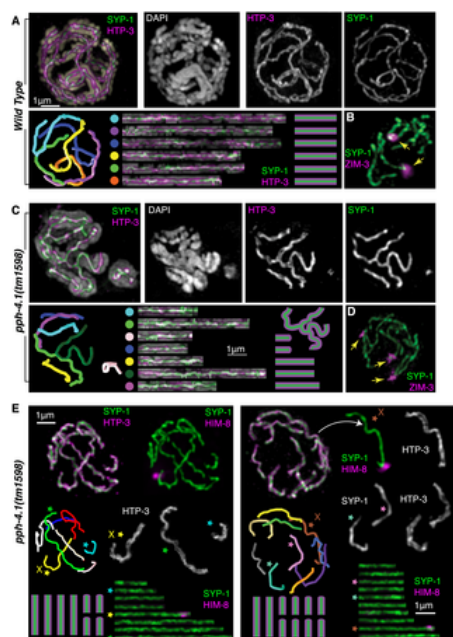 A
SYP-1
HTP-3
DAPI
HTP-3
SYP-1
Wild Type
1μm
SYP-1
HTP-3
B
SYP-1
ZIM-3
C
SYP-1
HTP-3
DAPI
HTP-3
SYP-1
pph-4.1(tm1598)
1μm
D
SYP-1
ZIM-3
E
1μm
SYP-1
HTP-3
SYP-1
HIM-8
X
SYP-1
HIM-8
HTP-3
pph-4.1(tm1598)
HTP-3
X
X
X
SYP-1
HTP-3
SYP-1
HIM-8
SYP-1
HIM-8
1μm